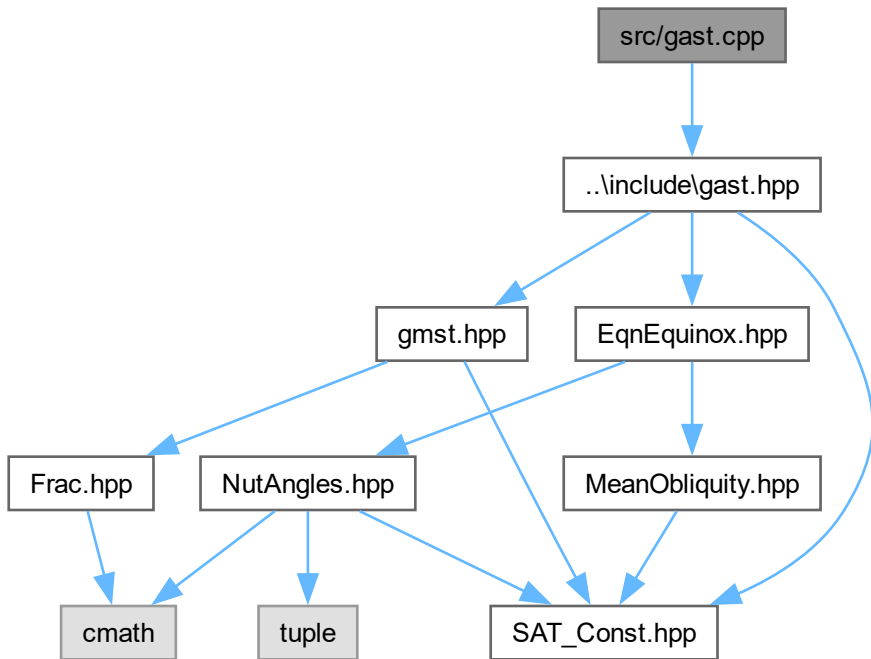 src/gast.cpp
..\include\gast.hpp
gmst.hpp
EqnEquinox.hpp
Frac.hpp
NutAngles.hpp
MeanObliquity.hpp
cmath
tuple
SAT_Const.hpp